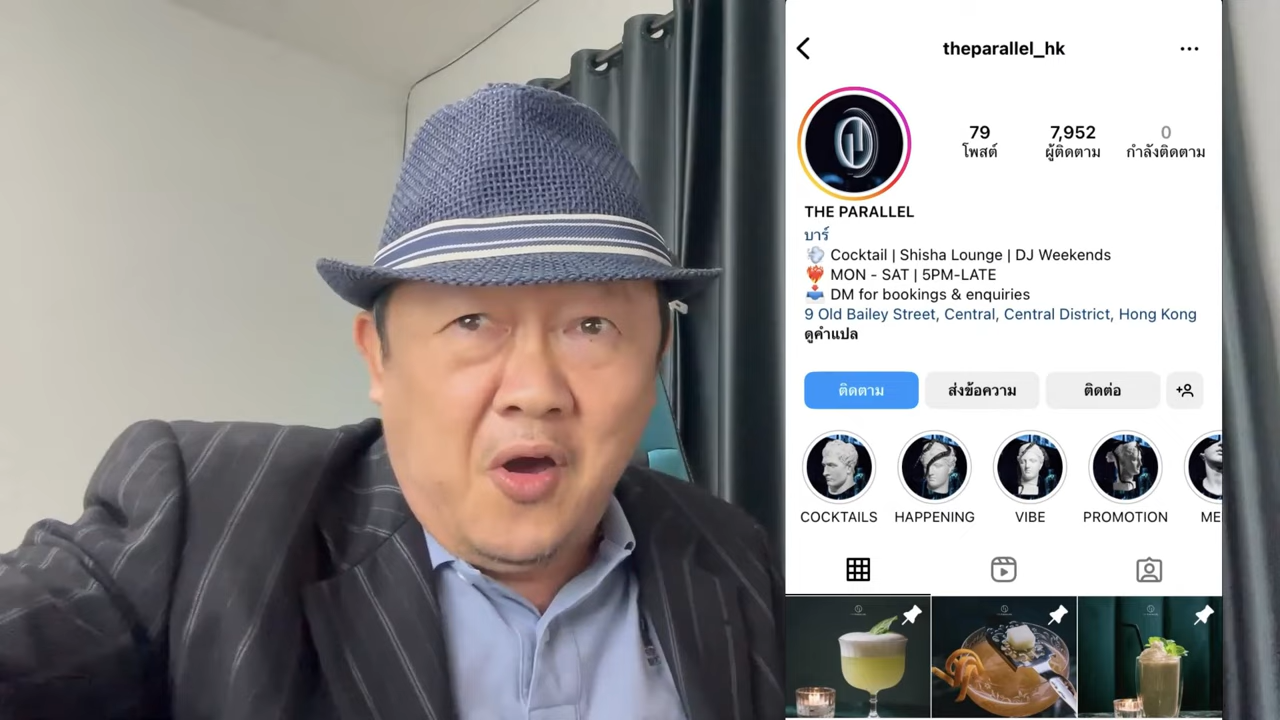 theparallel_hk
79
7,952
0
โพสต์
ผู้ติดตาม
กำลังติดตาม
THE PARALLEL
บาร์
Cocktail | Shisha Lounge | DJ Weekends
MON - SAT | 5PM-LATE
DM for bookings & enquiries
9 Old Bailey Street, Central, Central District, Hong Kong
ดูคำแปล
ติดตาม
ส่งข้อความ
ติดต่อ
COCKTAILS
HAPPENING
VIBE
PROMOTION
ME